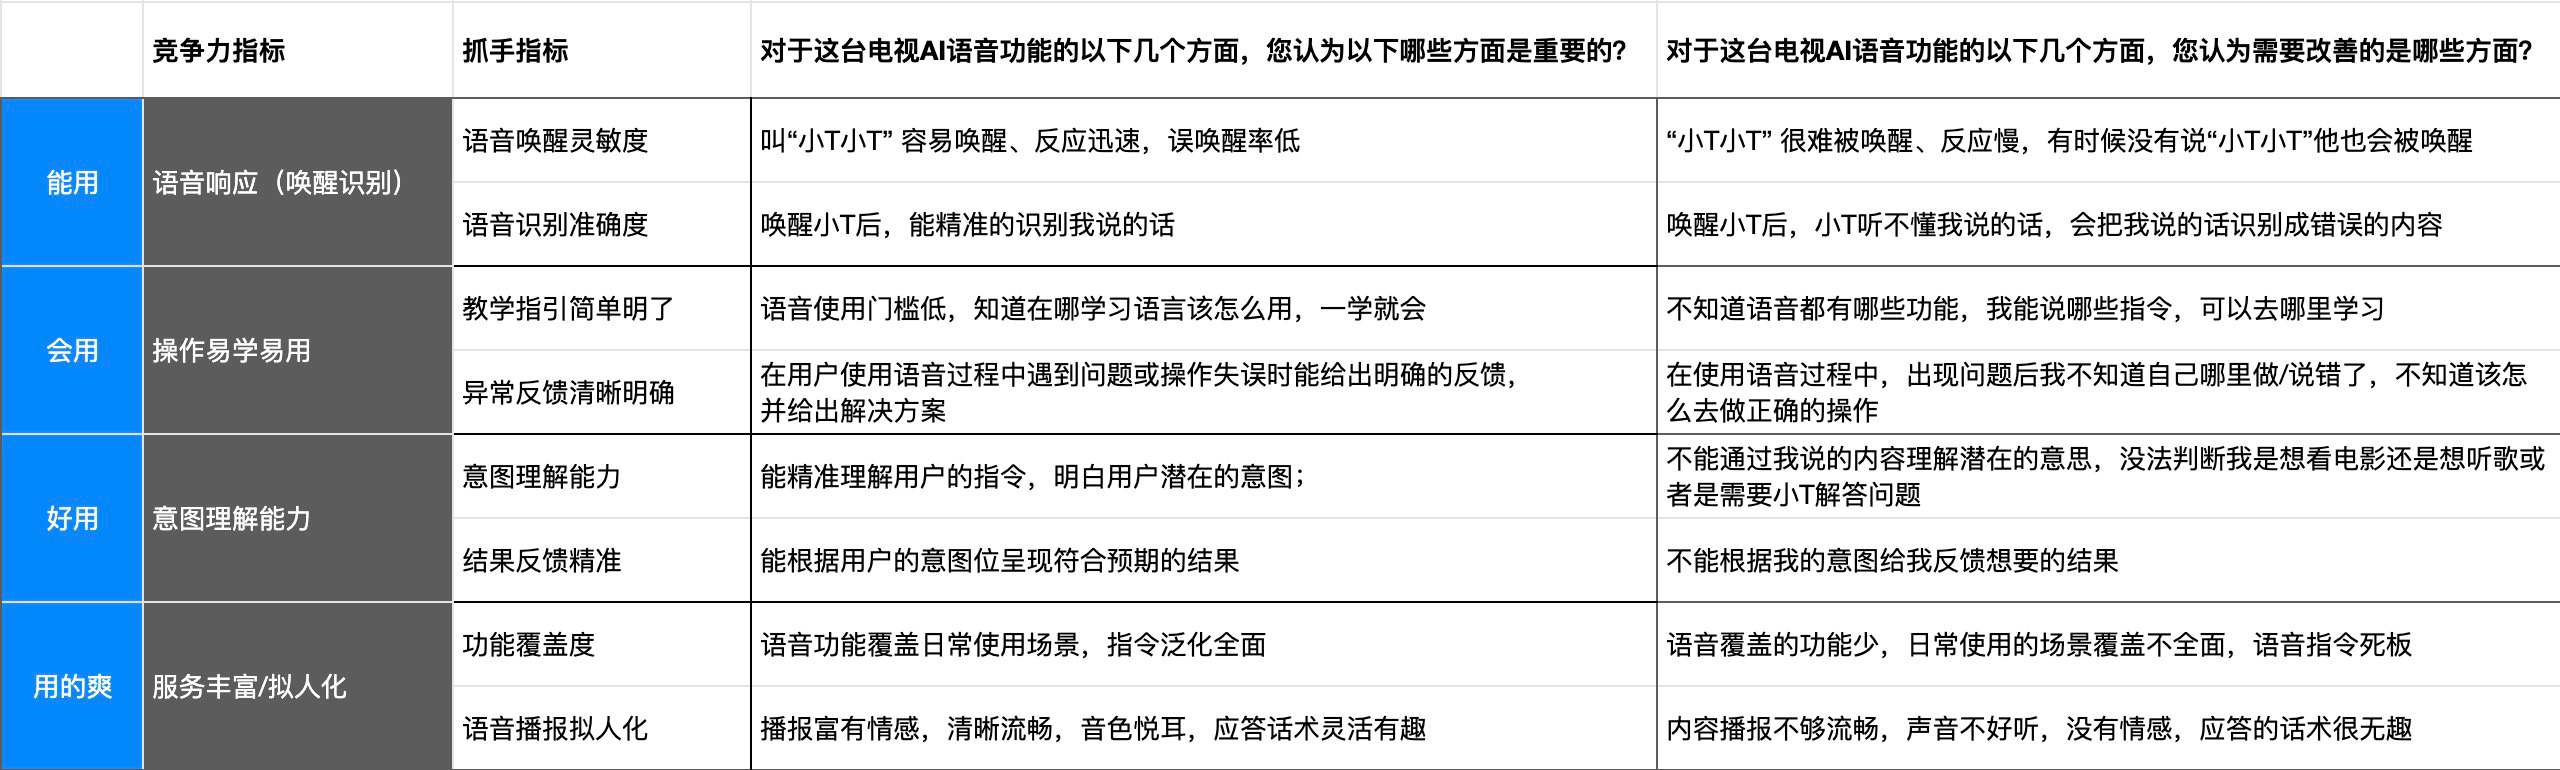 竞争力指标
抓手指标
对于这台电视AI语音功能的以下几个方面，您认为以下哪些方面是重要的?
对于这台电视AI语音功能的以下几个方面，您认为需要改善的是哪些方面?
能用
语音响应（唤醒识别）
语音唤醒灵敏度
叫“小T小T” 容易唤醒、反应迅速，误唤醒率低
“小T小T” 很难被唤醒、反应慢，有时候没有说“小T小T”他也会被唤醒
语音识别准确度
唤醒小T后，能精准的识别我说的话
唤醒小T后，小T听不懂我说的话，会把我说的话识别成错误的内容
会用
操作易学易用
教学指引简单明了
语音使用门槛低，知道在哪学习语言该怎么用，一学就会
不知道语音都有哪些功能，我能说哪些指令，可以去哪里学习
异常反馈清晰明确
在用户使用语音过程中遇到问题或操作失误时能给出明确的反馈，
并给出解决方案
在使用语音过程中，出现问题后我不知道自己哪里做/说错了，不知道该怎
么去做正确的操作
好用
意图理解能力
意图理解能力
能精准理解用户的指令，明白用户潜在的意图；
不能通过我说的内容理解潜在的意思，没法判断我是想看电影还是想听歌或
者是需要小T解答问题
结果反馈精准
能根据用户的意图位呈现符合预期的结果
不能根据我的意图给我反馈想要的结果
用的爽
服务丰富/拟人化
功能覆盖度
语音功能覆盖日常使用场景，指令泛化全面
语音覆盖的功能少，日常使用的场景覆盖不全面，语音指令死板
语音播报拟人化
播报富有情感，清晰流畅，音色悦耳，应答话术灵活有趣
内容播报不够流畅，声音不好听，没有情感，应答的话术很无趣